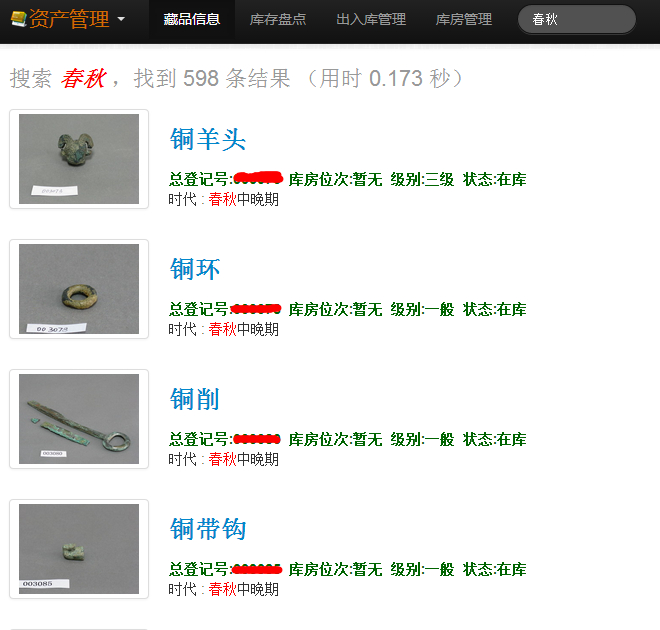 资产管理 藏品信息 库存盘点 出入库管理 库房管理 春秋
搜索 春秋 ，找到 598 条结果 （用时 0.173 秒）
铜羊头
总登记号: 库房位次:暂无 级别:三级 状态:在库
时代 : 春秋中晚期
铜环
003079
总登记号: 库房位次:暂无 级别:一般 状态:在库
时代 : 春秋中晚期
铜削
总登记号: 库房位次:暂无 级别:一般 状态:在库
时代 : 春秋中晚期
铜带钩
003085
总登记号: 库房位次:暂无 级别:一般 状态:在库
时代 : 春秋中晚期